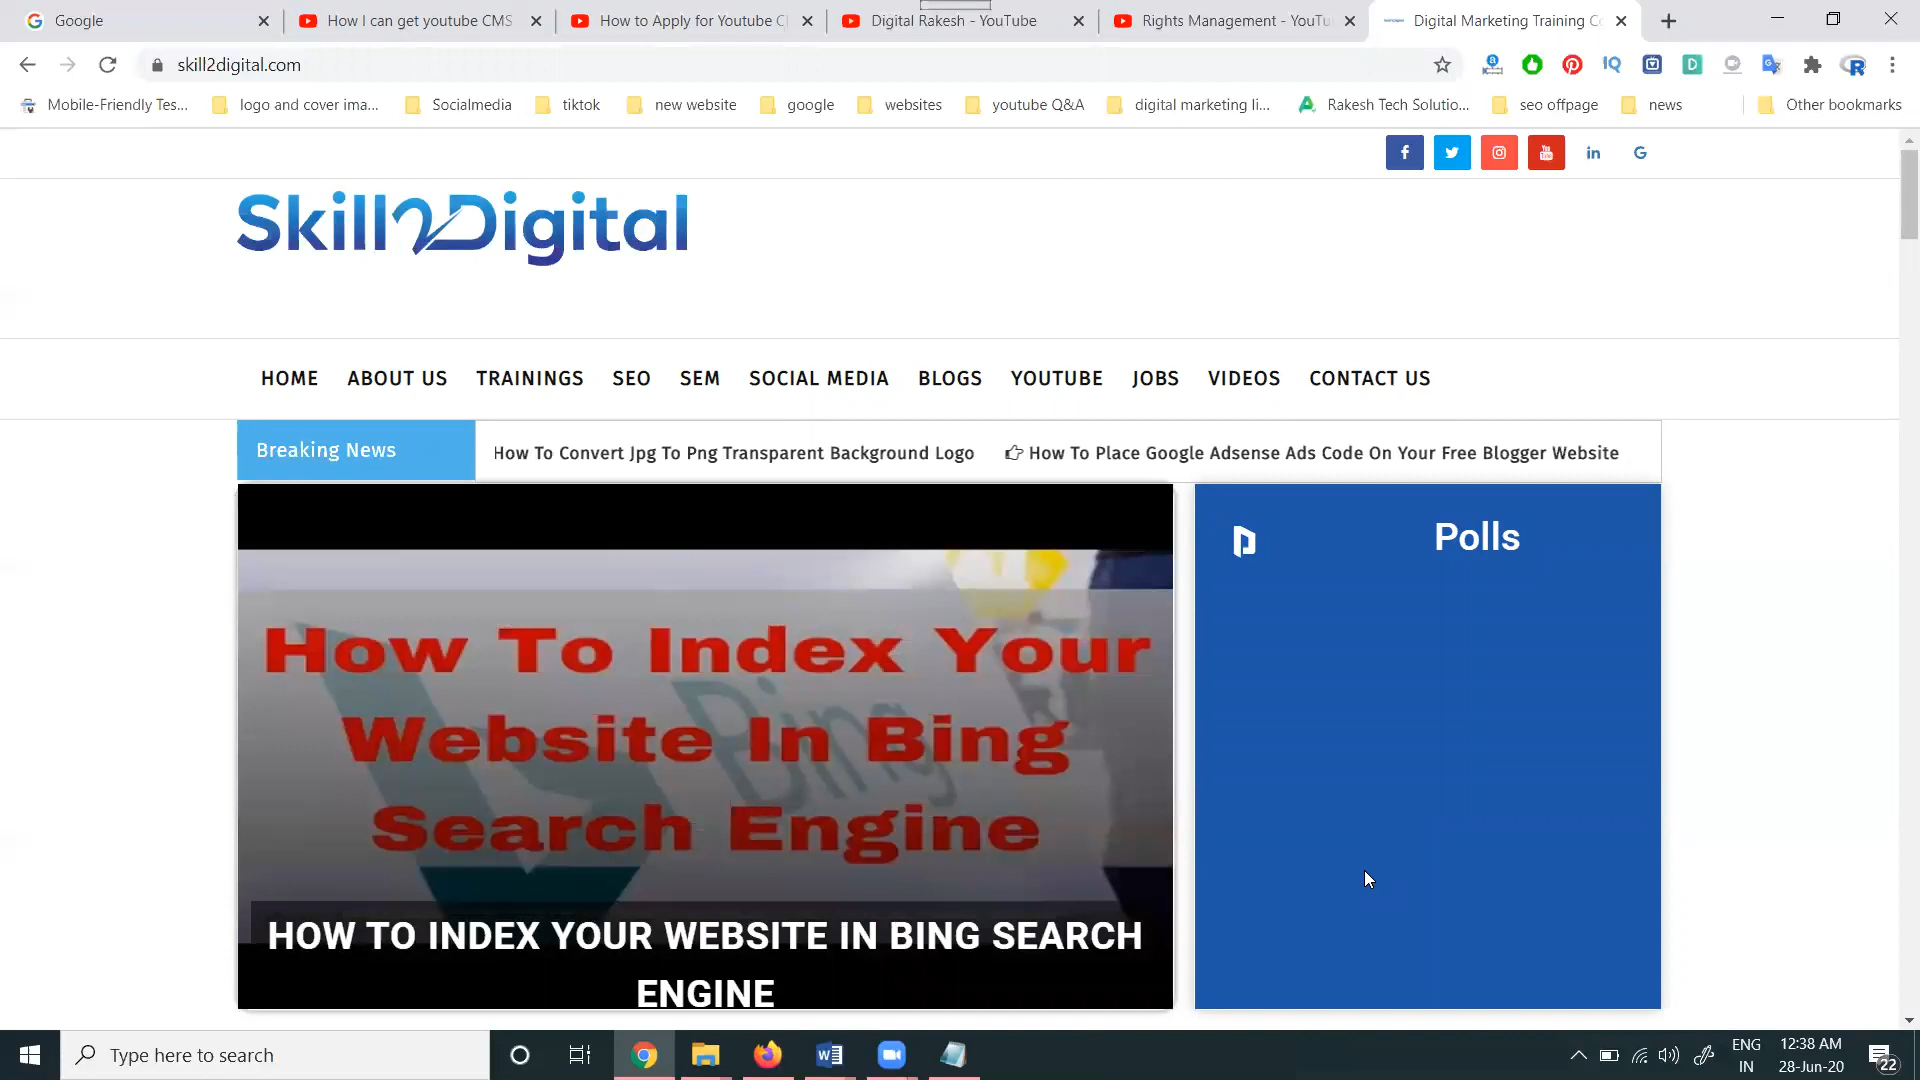 Google
How I can get youtube CMS
How to Apply for Youtube C
Digital Rakesh - YouTube
Rights Management - YouTu
Digital Marketing Training Co
skill2digital.com
Mobile-Friendly Tes...
logo and cover ima...
Socialmedia
tiktok
new website
google
websites
youtube Q&A
digital marketing li...
Rakesh Tech Solutio...
seo offpage
news
Other bookmarks
Skill2Digital
HOME ABOUT US TRAININGS SEO SEM SOCIAL MEDIA BLOGS YOUTUBE JOBS VIDEOS CONTACT US
Breaking News
How To Convert Jpg To Png Transparent Background Logo
How To Place Google Adsense Ads Code On Your Free Blogger Website
How To Index Your
Website In Bing
Search Engine
Bing
HOW TO INDEX YOUR WEBSITE IN BING SEARCH
ENGINE
Polls
Type here to search
ENG
IN
12:38 AM
28-Jun-20
22